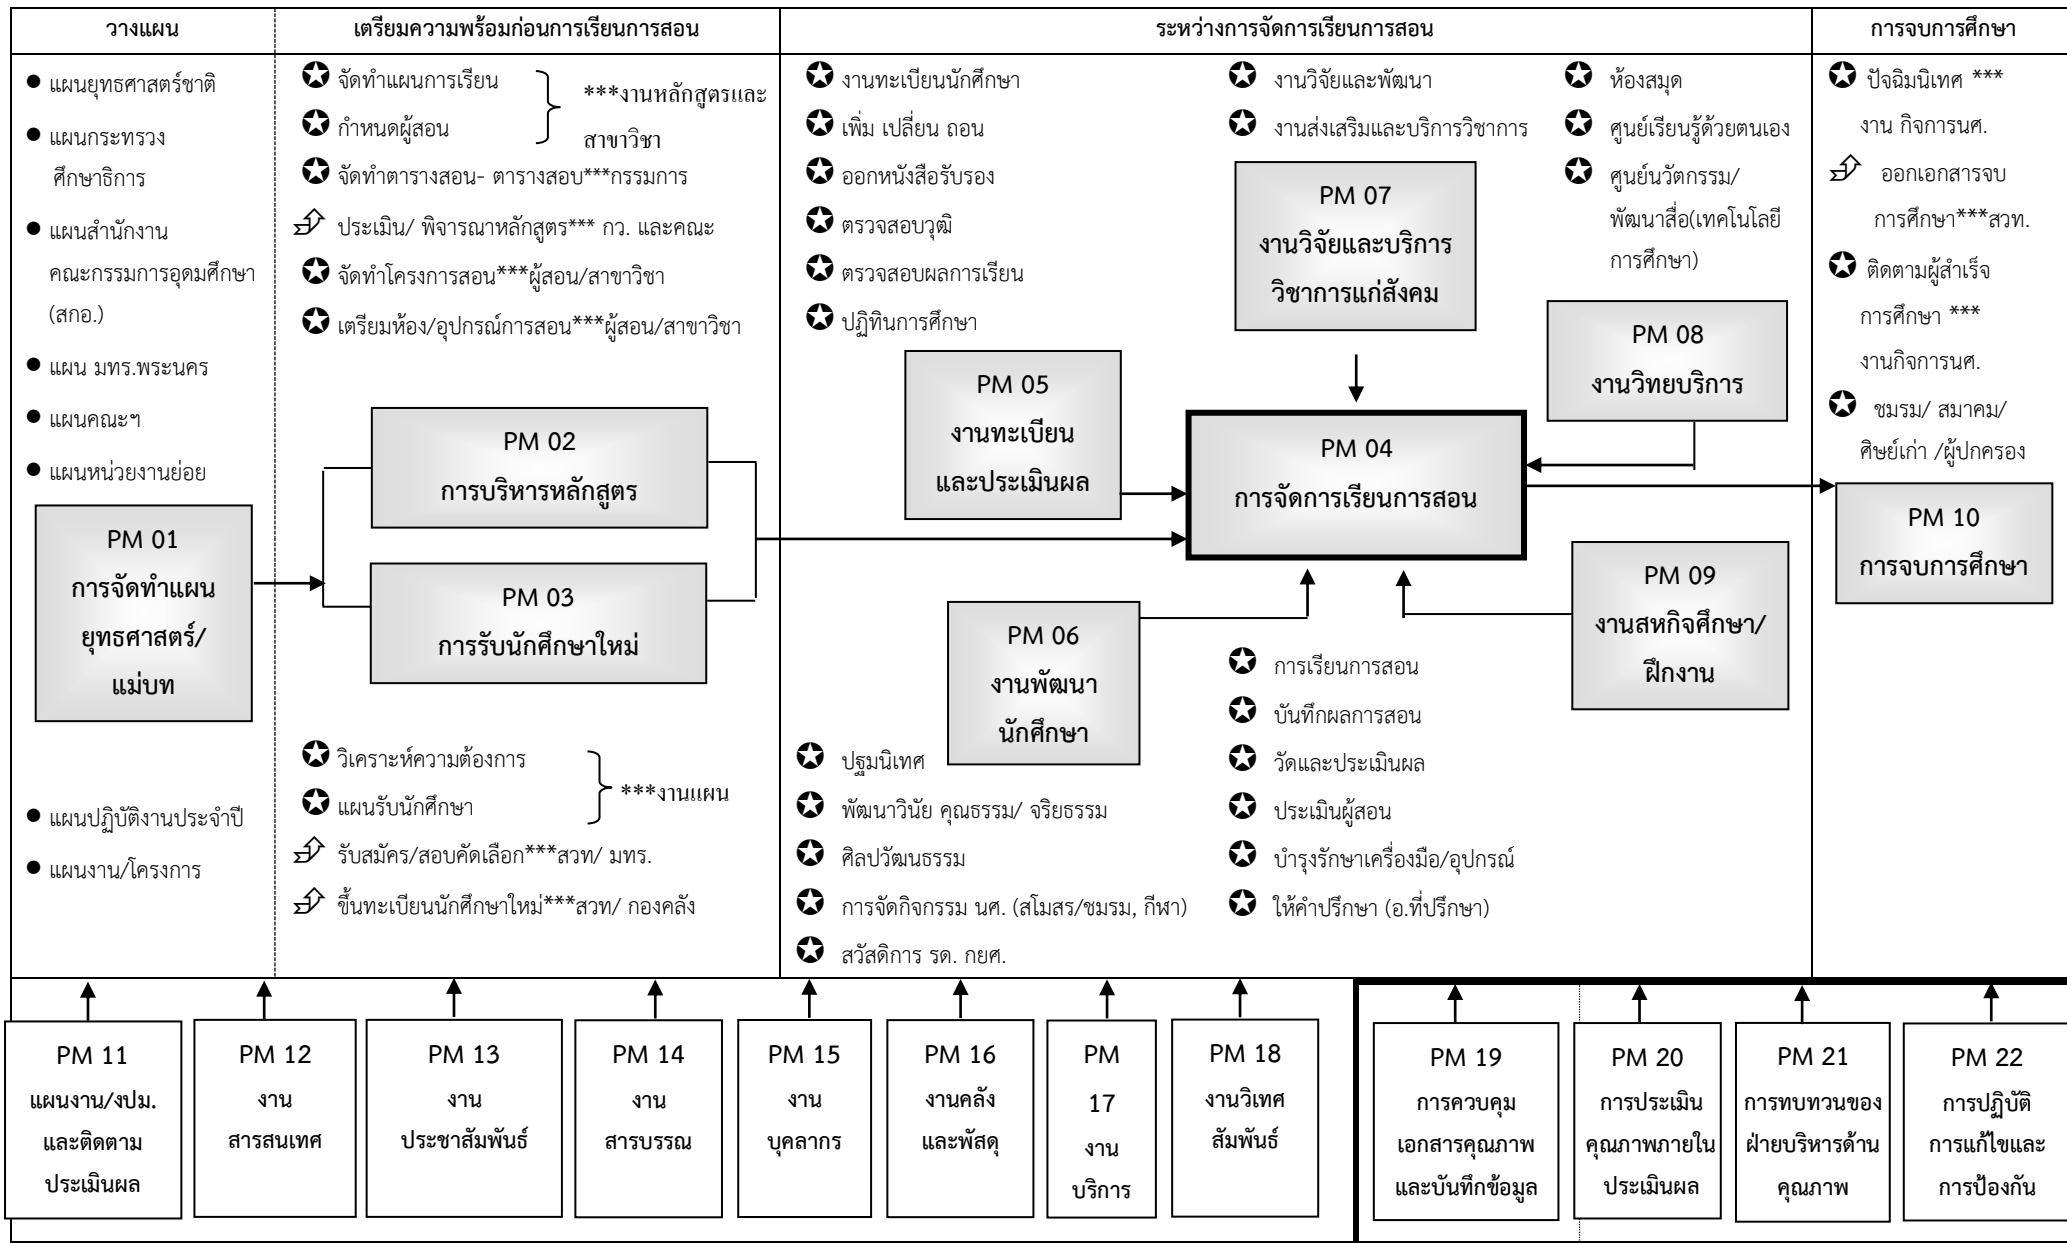 วางแผน
เตรียมความพร้อมก่อนการเรียนการสอน
ระหว่างการจัดการเรียนการสอน
การจบการศึกษา
แผนยุทธศาสตร์ชาติ
แผนกระทรวง
ศึกษาธิการ
แผนสำนักงาน
คณะกรรมการอุดมศึกษา
(สกอ.)
แผน มทร.พระนคร
แผนคณะฯ
แผนหน่วยงานย่อย
PM 01
การจัดทำแผน
ยุทธศาสตร์/
แม่บท
แผนปฏิบัติงานประจำปี
แผนงาน/โครงการ
จัดทำแผนการเรียน
กำหนดผู้สอน
***งานหลักสูตรและ
สาขาวิชา
จัดทำตารางสอน- ตารางสอบ***กรรมการ
ประเมิน/ พิจารณาหลักสูตร*** กว. และคณะ
จัดทำโครงการสอน***ผู้สอน/สาขาวิชา
เตรียมห้อง/อุปกรณ์การสอน***ผู้สอน/สาขาวิชา
PM 02
การบริหารหลักสูตร
PM 03
การรับนักศึกษาใหม่
วิเคราะห์ความต้องการ
แผนรับนักศึกษา
***งานแผน
รับสมัคร/สอบคัดเลือก***สวท/ มทร.
ขึ้นทะเบียนนักศึกษาใหม่***สวท/ กองคลัง
งานทะเบียนนักศึกษา
เพิ่ม เปลี่ยน ถอน
ออกหนังสือรับรอง
ตรวจสอบวุฒิ
ตรวจสอบผลการเรียน
ปฏิทินการศึกษา
PM 05
งานทะเบียน
และประเมินผล
งานวิจัยและพัฒนา
งานส่งเสริมและบริการวิชาการ
PM 07
งานวิจัยและบริการ
วิชาการแก่สังคม
ห้องสมุด
ศูนย์เรียนรู้ด้วยตนเอง
ศูนย์นวัตกรรม/
พัฒนาสื่อ(เทคโนโลยี
การศึกษา)
PM 08
งานวิทยบริการ
PM 04
การจัดการเรียนการสอน
PM 06
งานพัฒนา
นักศึกษา
PM 09
งานสหกิจศึกษา/
ฝึกงาน
ปฐมนิเทศ
พัฒนาวินัย คุณธรรม/ จริยธรรม
ศิลปวัฒนธรรม
การจัดกิจกรรม นศ. (สโมสร/ชมรม, กีฬา)
สวัสดิการ รด. กยศ.
การเรียนการสอน
บันทึกผลการสอน
วัดและประเมินผล
ประเมินผู้สอน
บำรุงรักษาเครื่องมือ/อุปกรณ์
ให้คำปรึกษา (อ.ที่ปรึกษา)
ปัจฉิมนิเทศ ***
งาน กิจการนศ.
ออกเอกสารจบ
การศึกษา***สวท.
ติดตามผู้สำเร็จ
การศึกษา ***
งานกิจการนศ.
ชมรม/ สมาคม/
ศิษย์เก่า /ผู้ปกครอง
PM 10
การจบการศึกษา
PM 11
แผนงาน/งปม.
และติดตาม
ประเมินผล
PM 12
งาน
สารสนเทศ
PM 13
งาน
ประชาสัมพันธ์
PM 14
งาน
สารบรรณ
PM 15
งาน
บุคลากร
PM 16
งานคลัง
และพัสดุ
PM
17
งาน
บริการ
PM 18
งานวิเทศ
สัมพันธ์
PM 19
การควบคุม
เอกสารคุณภาพ
และบันทึกข้อมูล
PM 20
การประเมิน
คุณภาพภายใน
ประเมินผล
PM 21
การทบทวนของ
ฝ่ายบริหารด้าน
คุณภาพ
PM 22
การปฏิบัติ
การแก้ไขและ
การป้องกัน